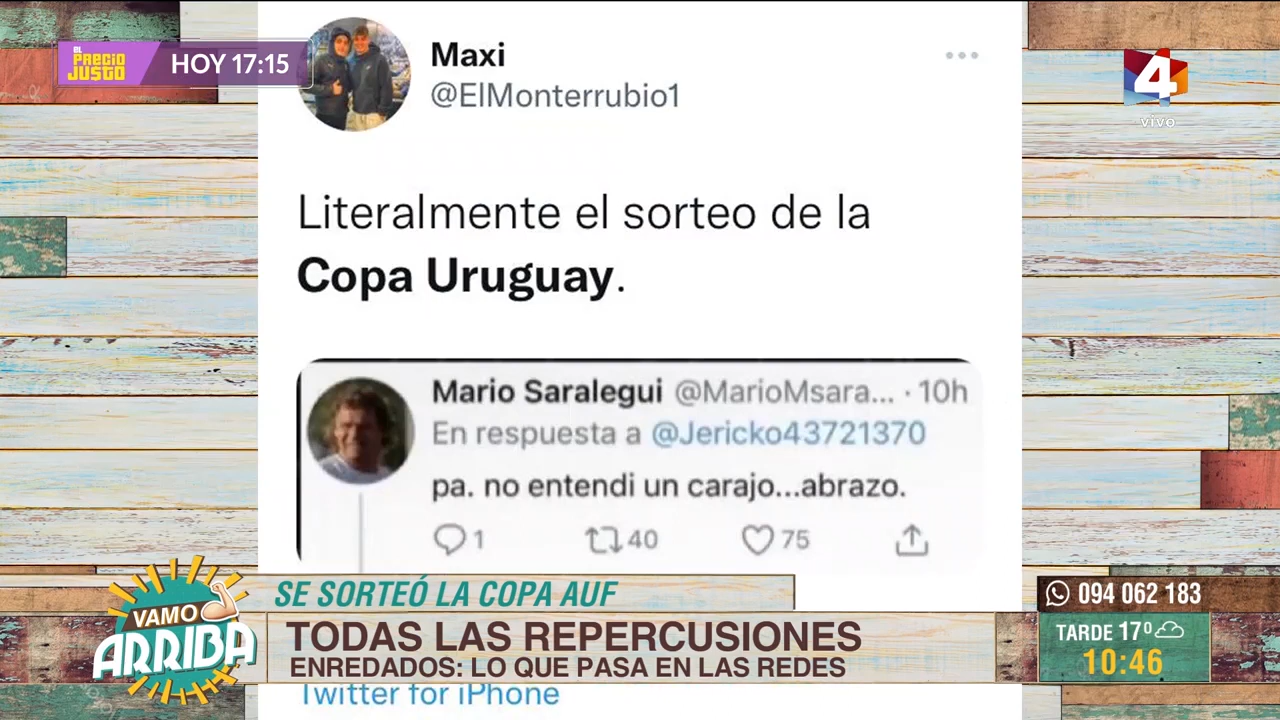 EL PRECIO JUSTO
HOY 17:15
4
vivo
Maxi
@ElMonterrubio1
Literalmente el sorteo de la
Copa Uruguay.
Mario Saralegui @MarioMsara... · 10h
En respuesta a @Jericko43721370
pa. no entendi un carajo...abrazo.
1 40 75
SE SORTEÓ LA COPA AUF
VAMO
ARRIBA
TODAS LAS REPERCUSIONES
ENREDADOS: LO QUE PASA EN LAS REDES
094 062 183
TARDE 17º
10:46
Twitter for iPhone